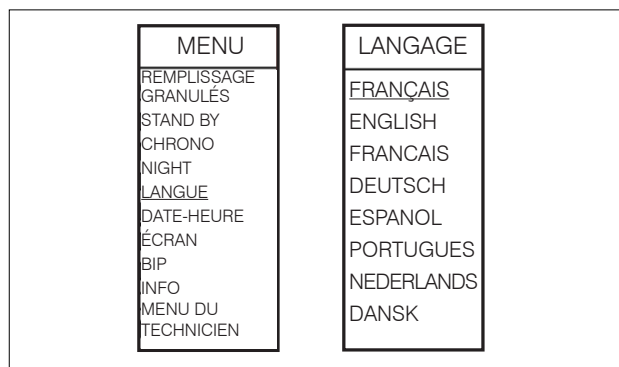 MENU
REMPLISSAGE
GRANULÉS
STAND BY
CHRONO
NIGHT
LANGUE
DATE-HEURE
ÉCRAN
BIP
INFO
MENU DU
TECHNICIEN
LANGAGE
FRANÇAIS
ENGLISH
FRANCAIS
DEUTSCH
ESPANOL
PORTUGUES
NEDERLANDS
DANSK